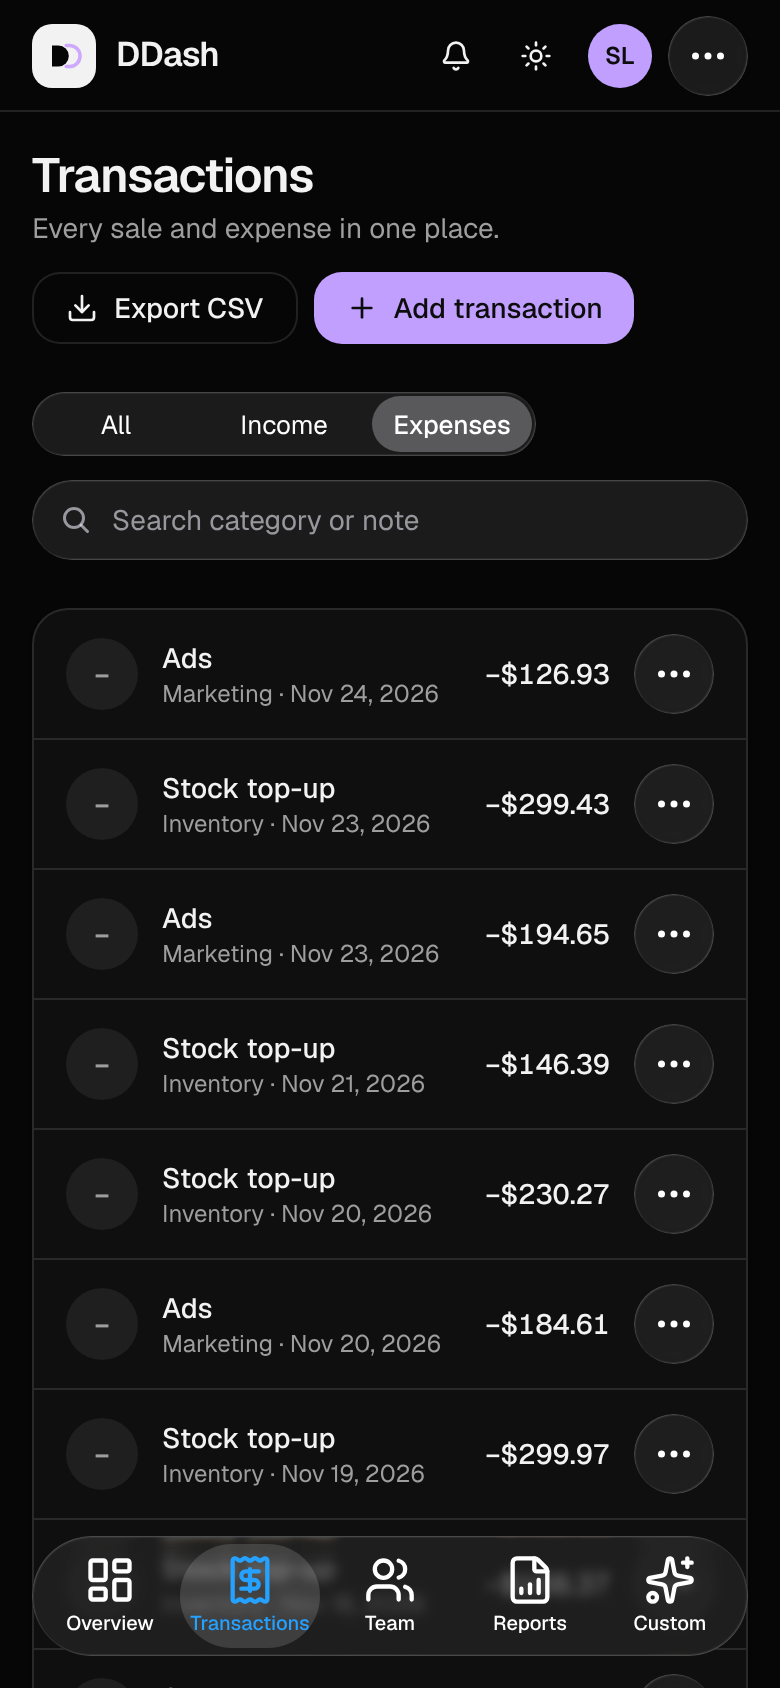 DDash
SL
Transactions
Every sale and expense in one place.
Export CSV
Add transaction
All
Income
Expenses
Search category or note
Ads
Marketing · Nov 24, 2026
−$126.93
Stock top-up
Inventory · Nov 23, 2026
−$299.43
Ads
Marketing · Nov 23, 2026
−$194.65
Stock top-up
Inventory · Nov 21, 2026
−$146.39
Stock top-up
Inventory · Nov 20, 2026
−$230.27
Ads
Marketing · Nov 20, 2026
−$184.61
Stock top-up
Inventory · Nov 19, 2026
−$299.97
Overview
Transactions
Team
Reports
Custom